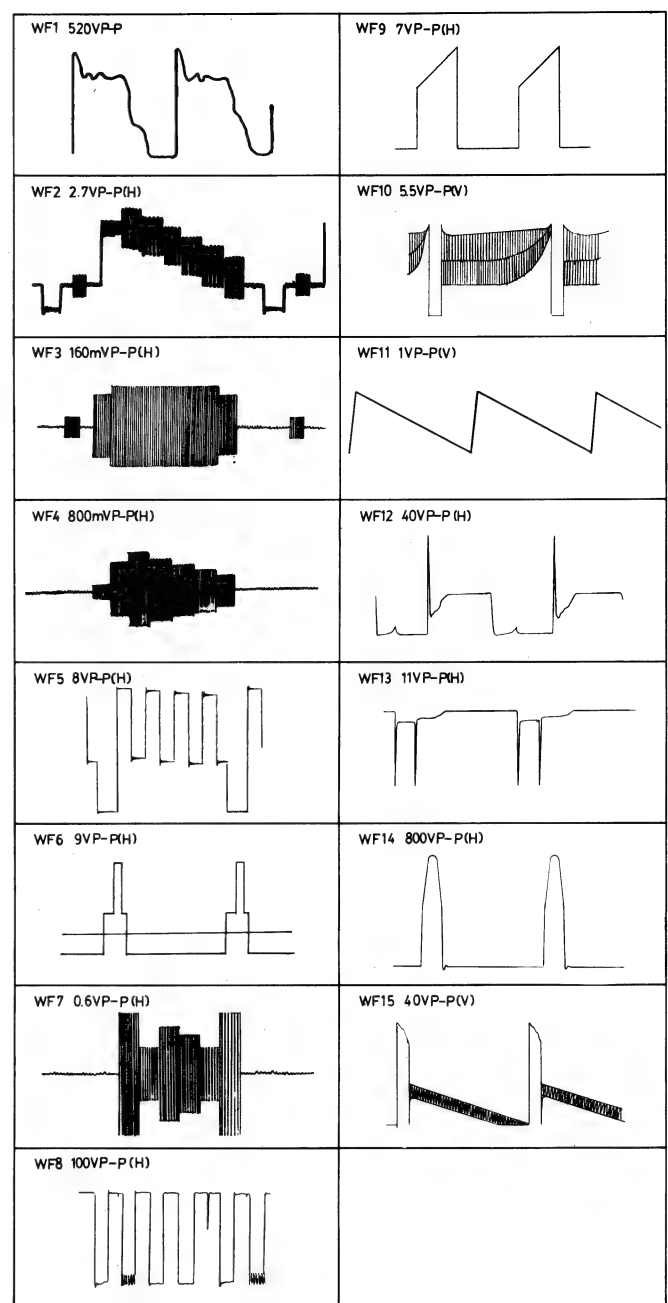 WF1 520VP-P
WF2 2.7VP-P(H)
WF3 160mVP-P(H)
WF4 800mVP-P(H)
WF5 8VP-P(H)
WF6 9VP-P(H)
WF7 0.6VP-P(H)
WF8 100VP-P(H)
WF9 7VP-P(H)
WF10 5.5VP-P(V)
WF11 1VP-P(V)
WF12 40VP-P(H)
WF13 11VP-P(H)
WF14 800VP-P(H)
WF15 40VP-P(V)